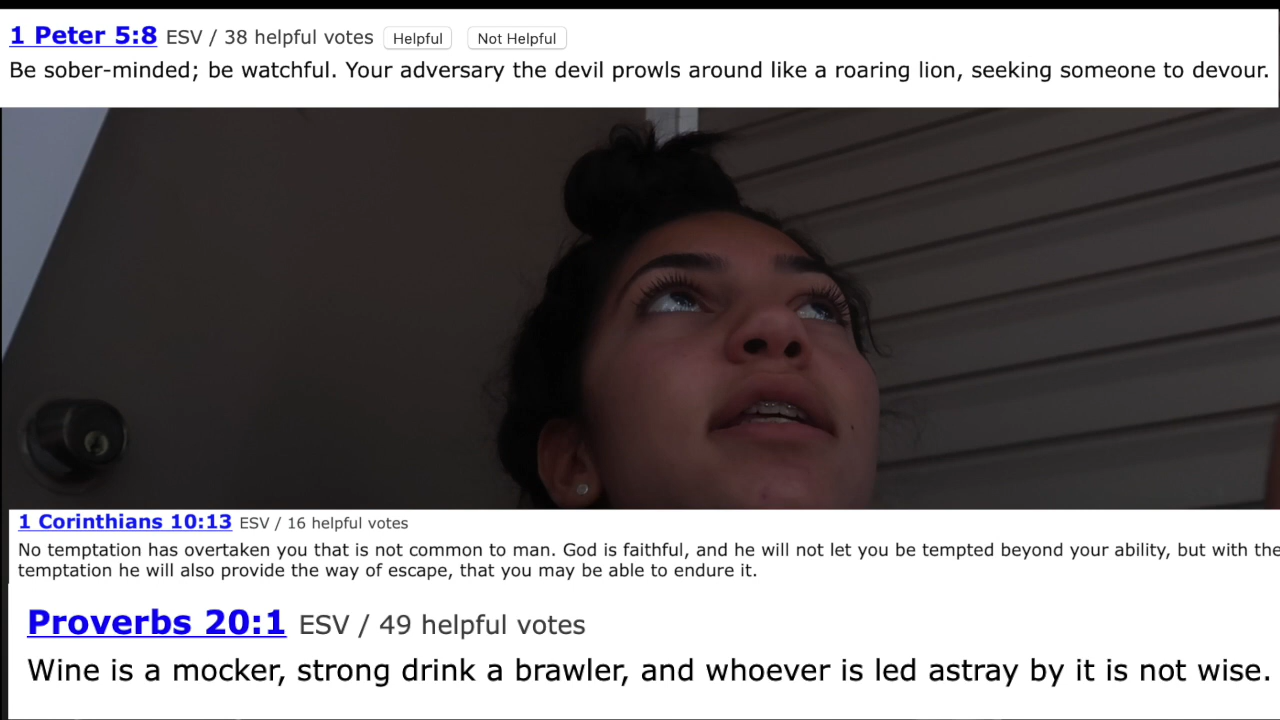 1 Peter 5:8 ESV / 38 helpful votes Helpful Not Helpful
Be sober-minded; be watchful. Your adversary the devil prowls around like a roaring lion, seeking someone to devour.
1 Corinthians 10:13 ESV / 16 helpful votes
No temptation has overtaken you that is not common to man. God is faithful, and he will not let you be tempted beyond your ability, but with the
temptation he will also provide the way of escape, that you may be able to endure it.
Proverbs 20:1 ESV / 49 helpful votes
Wine is a mocker, strong drink a brawler, and whoever is led astray by it is not wise.